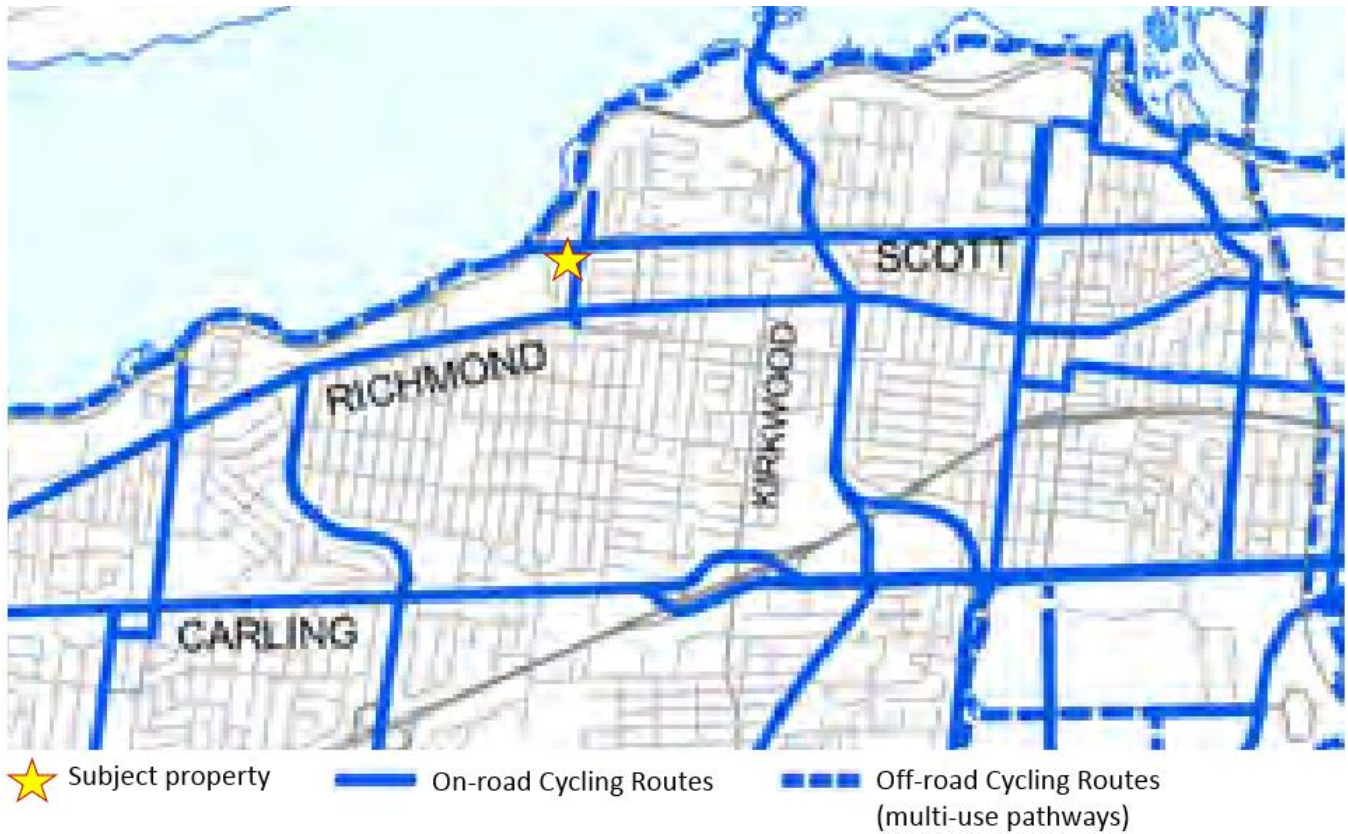 SCOTT
RICHMOND
KIRKWOOD
CARLING
Subject property
On-road Cycling Routes
Off-road Cycling Routes
(multi-use pathways)